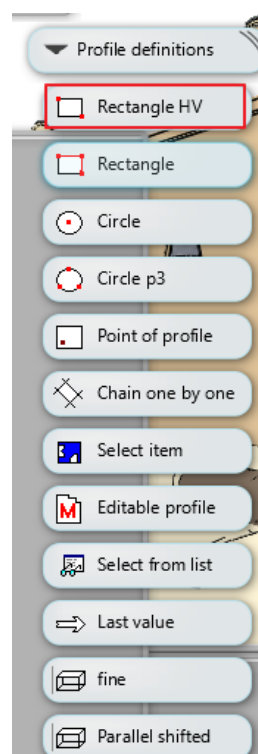 Profile definitions
Rectangle HV
Rectangle
Circle
Circle p3
Point of profile
Chain one by one
Select item
Editable profile
Select from list
Last value
fine
Parallel shifted